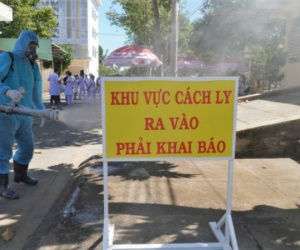 KHU VỰC CÁCH LY
RA VÀO
PHẢI KHAI BÁO